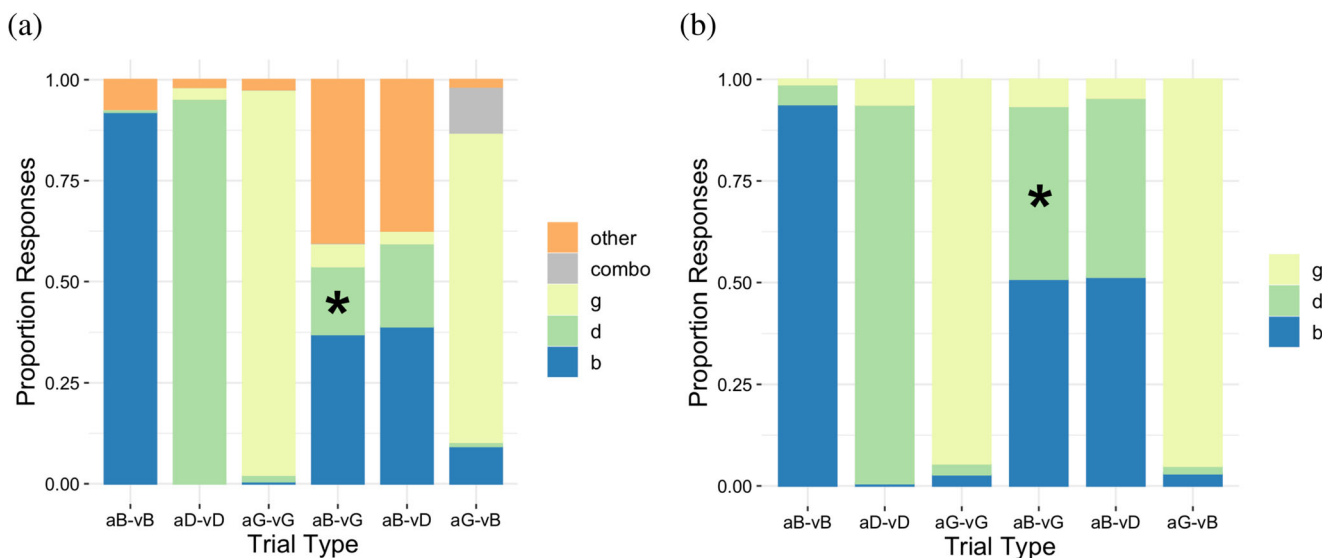 (a)
1.00
0.75
0.50
0.25
0.00
Proportion Responses
*
aB-vB aD-vD aG-vG aB-vG aB-vD aG-vB
Trial Type
other
combo
g
d
b
(b)
1.00
0.75
0.50
0.25
0.00
Proportion Responses
*
aB-vB aD-vD aG-vG aB-vG aB-vD aG-vB
Trial Type
g
d
b